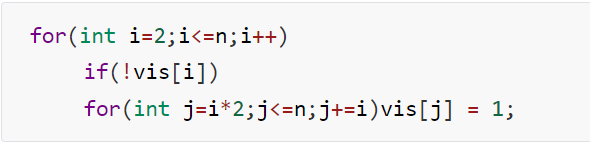 for(int i=2;i<=n;i++)
if(!vis[i])
for(int j=i*2;j<=n;j+=i)vis[j] = 1;